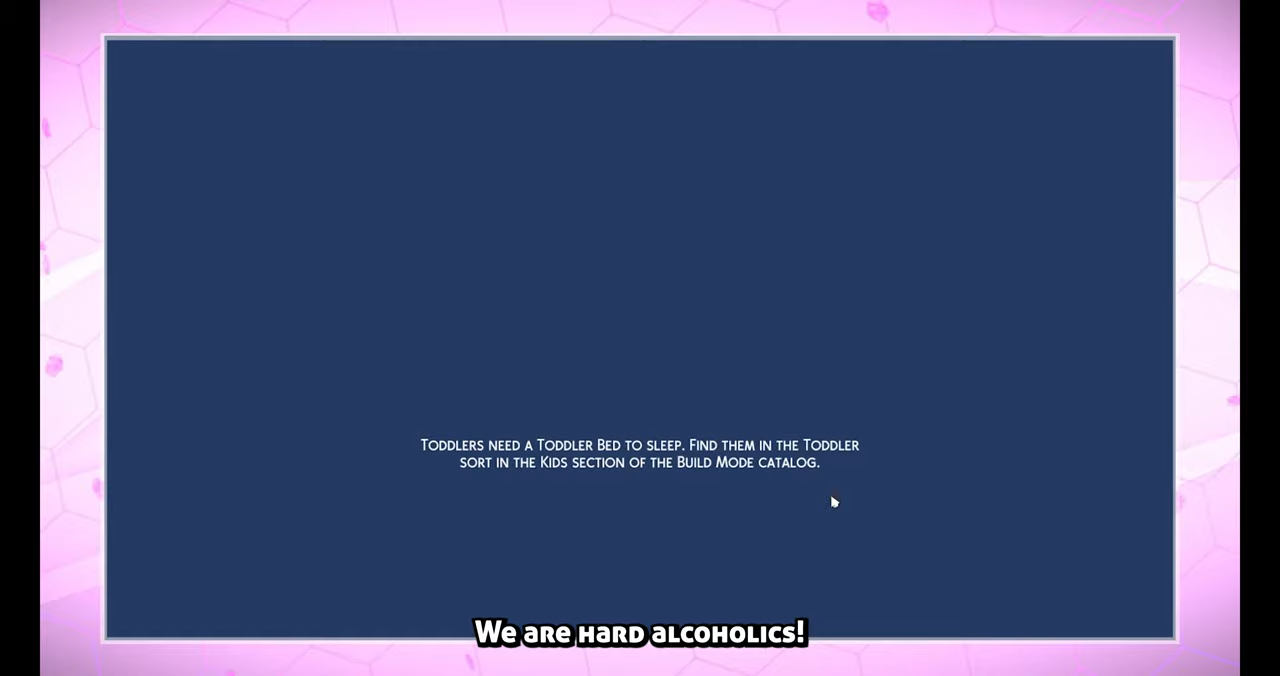 Toddlers need a Toddler Bed to sleep. Find them in the Toddler
sort in the Kids section of the Build Mode catalog.
We are hard alcoholics!